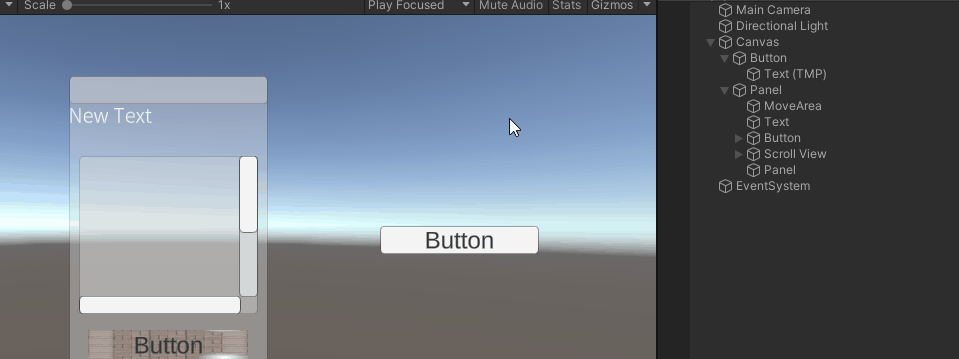 Scale 1x Play Focused Mute Audio Stats Gizmos
New Text
Button
Button
Main Camera
Directional Light
Canvas
Button
Text (TMP)
Panel
MoveArea
Text
Button
Scroll View
Panel
EventSystem